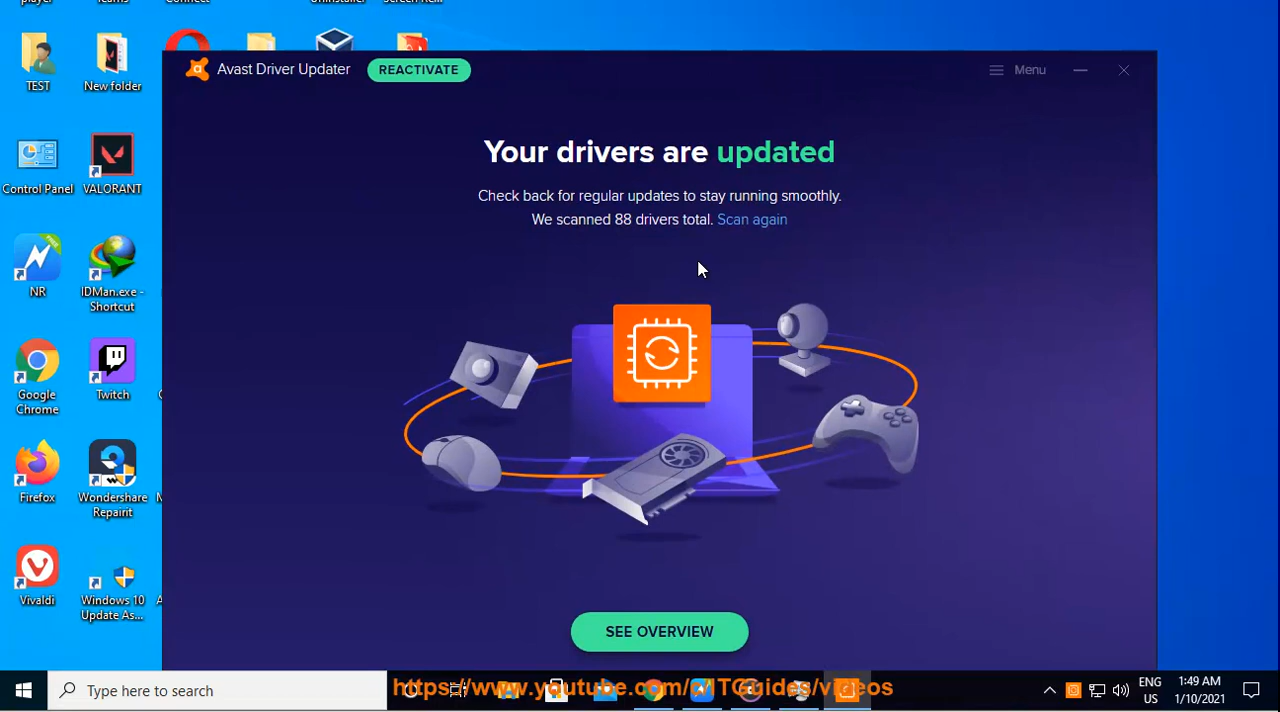 player
Teams
Connect
Uninstaller
Screen Re...
TEST
New folder
Avast Driver Updater
REACTIVATE
Menu
Your drivers are updated
Check back for regular updates to stay running smoothly.
We scanned 88 drivers total. Scan again
Control Panel
VALORANT
NR
IDMan.exe -
Shortcut
Google
Chrome
Twitch
Firefox
Wondershare
Repairit
Vivaldi
Windows 10
Update As...
SEE OVERVIEW
Type here to search
https://www.youtube.com/c/ITGuides/videos
ENG
US
1:49 AM
1/10/2021